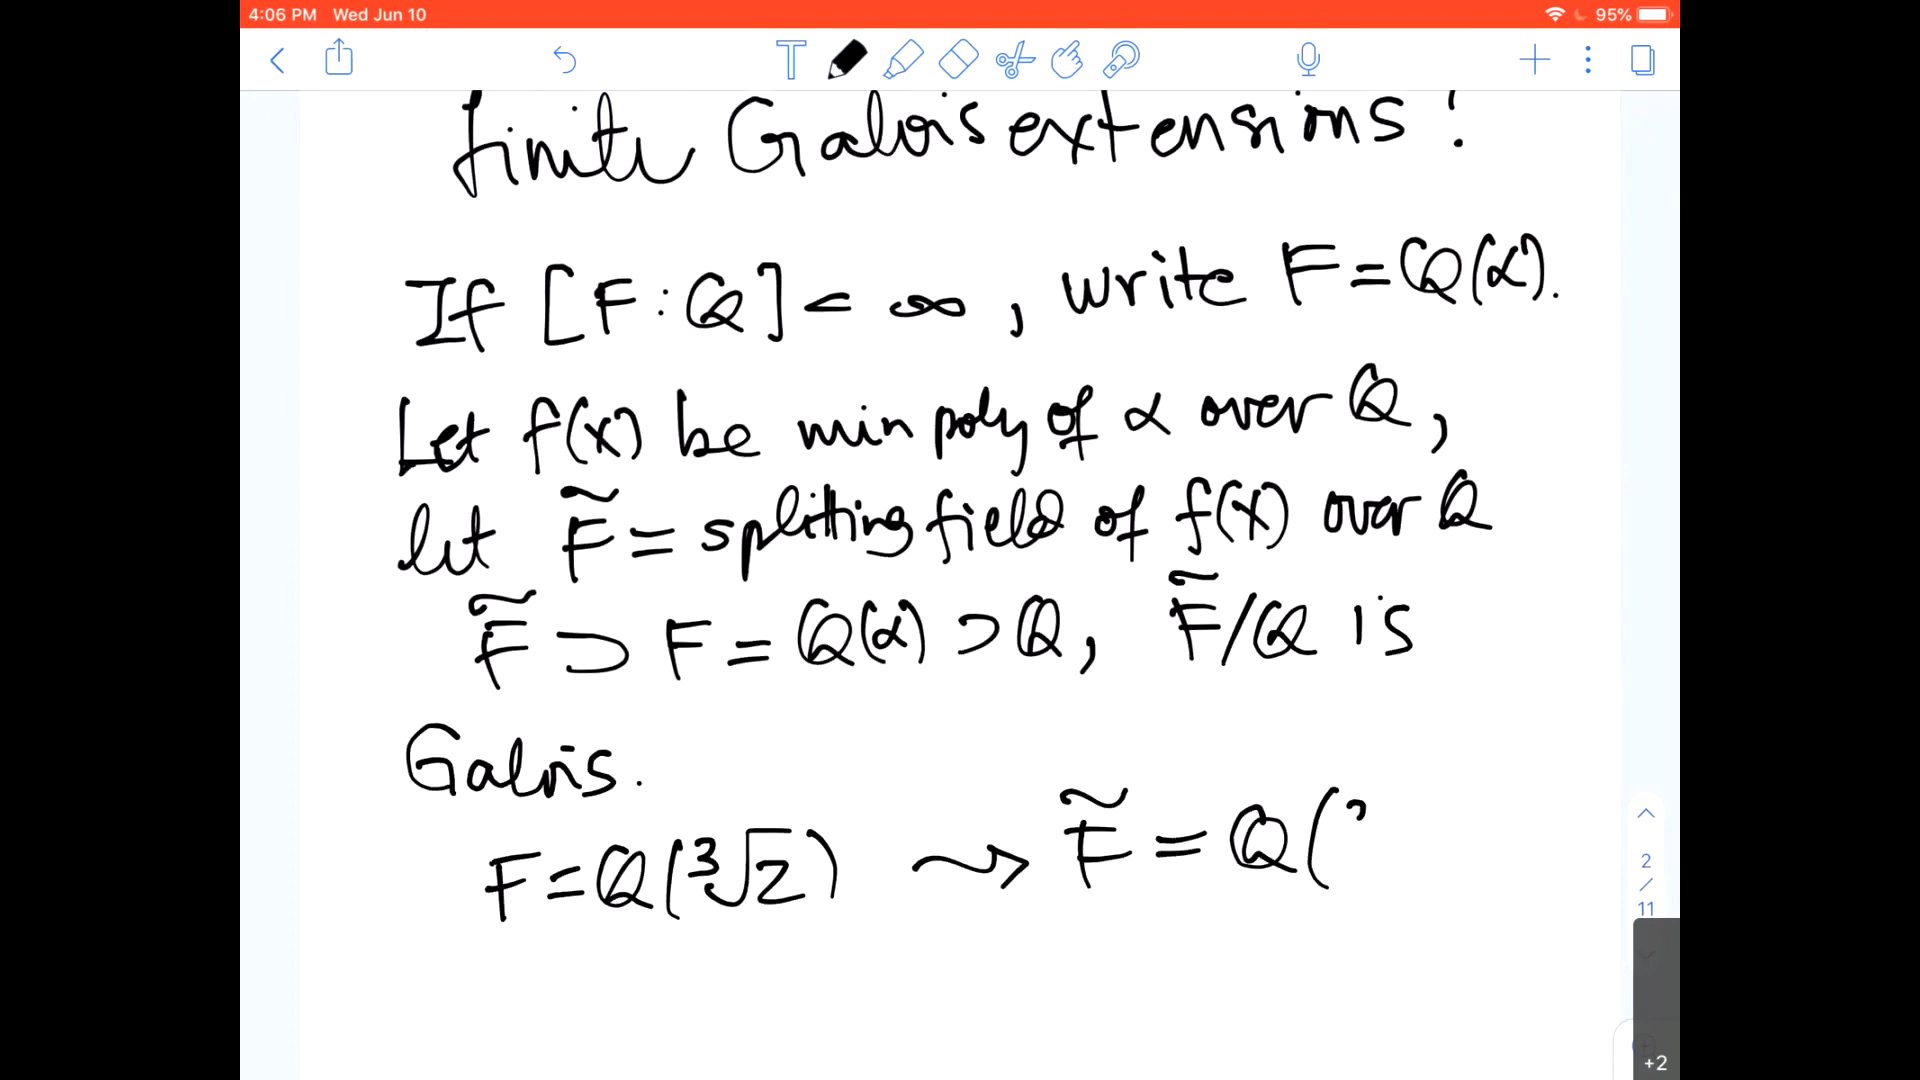 4:06 PM Wed Jun 10
95%
finite Galois extensions?
If [F:ℚ] < ∞, write F=ℚ(α).
Let f(x) be min poly of α over ℚ,
let F̃ = splitting field of f(x) over ℚ
F̃ ⊃ F = ℚ(α) ⊃ ℚ, F̃/ℚ is
Galois.
F=ℚ(³√2) ⇝ F̃ = ℚ(
2
/
11
+2